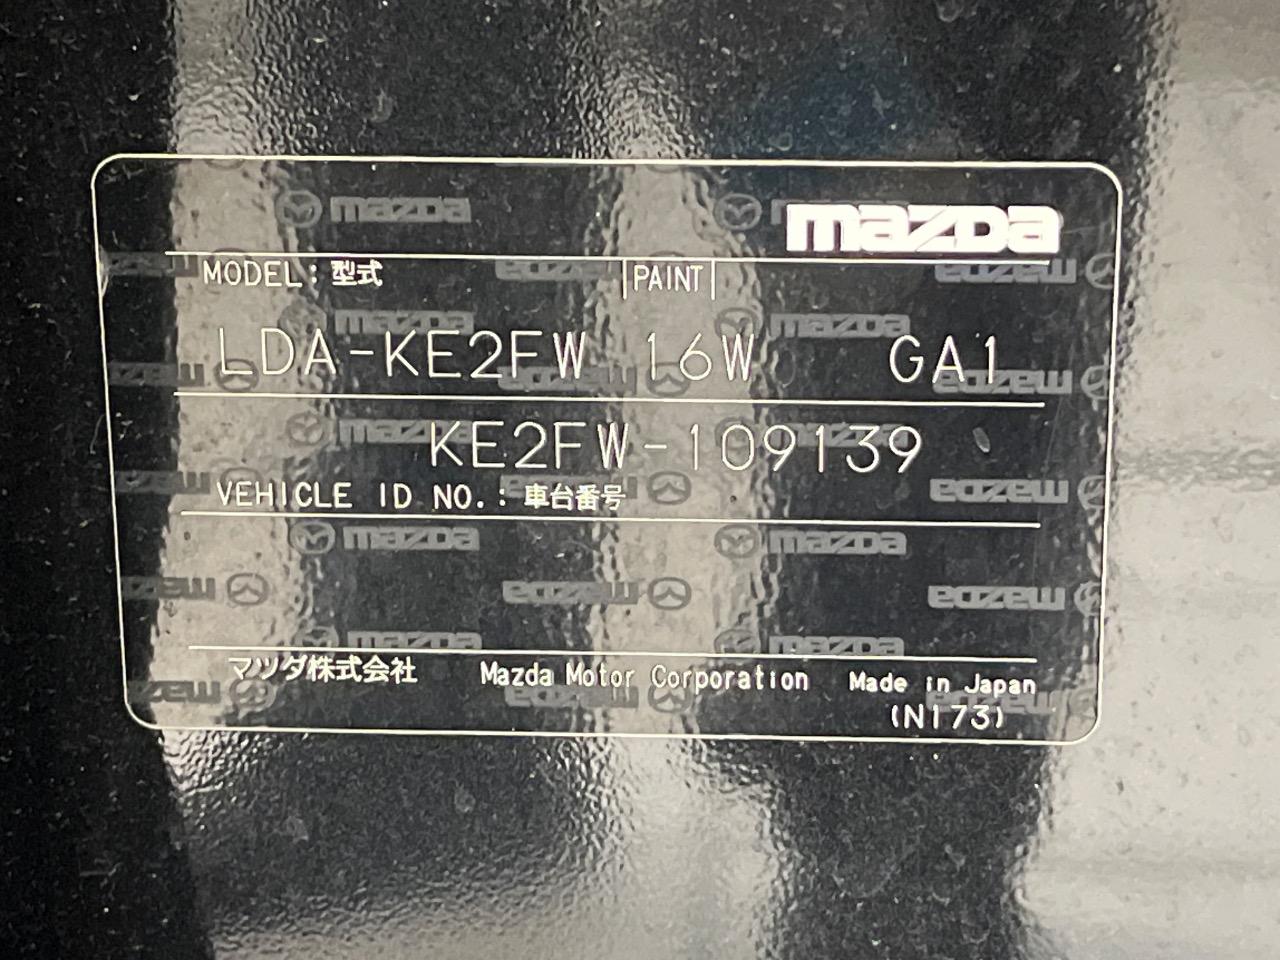 mazda
MODEL: 型式 PAINT
LDA-KE2FW 16W GA1
KE2FW-109139
VEHICLE ID NO.: 車台番号
マツダ株式会社 Mazda Motor Corporation Made in Japan
(N173)